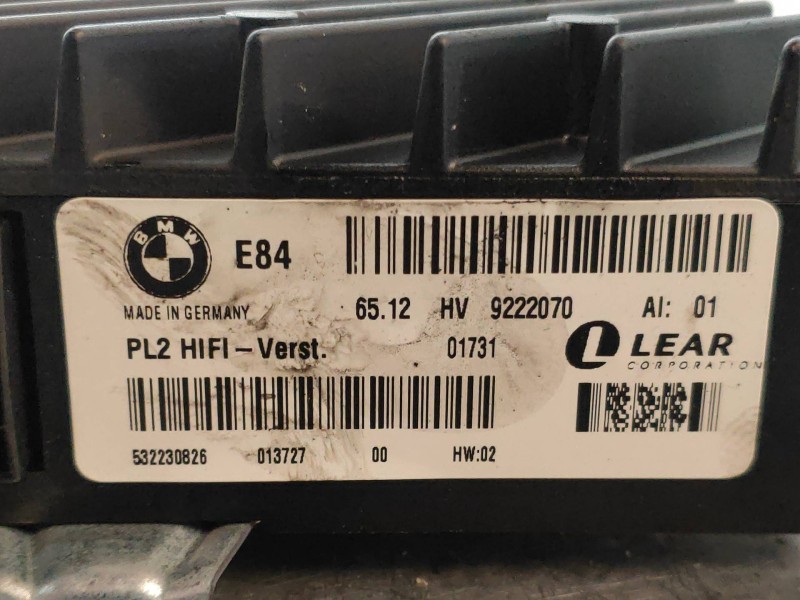 BMW
E84
MADE IN GERMANY
65.12 HV 9222070 AI: 01
PL2 HIFI – Verst. 01731
LEAR
CORPORATION
532230826 013727 00 HW:02